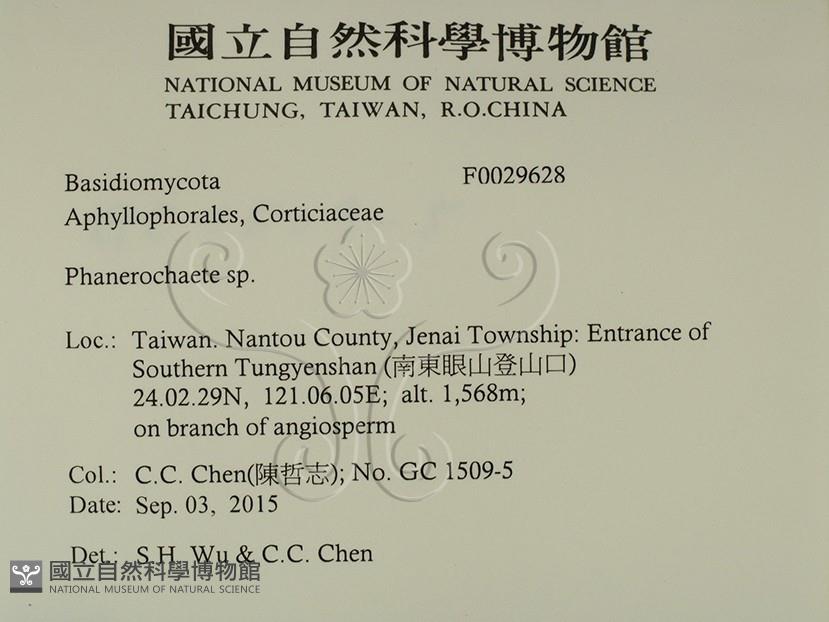 國立自然科學博物館
NATIONAL MUSEUM OF NATURAL SCIENCE
TAICHUNG, TAIWAN, R.O.CHINA
Basidiomycota F0029628
Aphyllophorales, Corticiaceae
Phanerochaete sp.
Loc.: Taiwan. Nantou County, Jenai Township: Entrance of
Southern Tungyenshan (南東眼山登山口)
24.02.29N, 121.06.05E; alt. 1,568m;
on branch of angiosperm
Col.: C.C. Chen(陳哲志); No. GC 1509-5
Date: Sep. 03, 2015
Det.: S.H. Wu & C.C. Chen
國立自然科學博物館
NATIONAL MUSEUM OF NATURAL SCIENCE